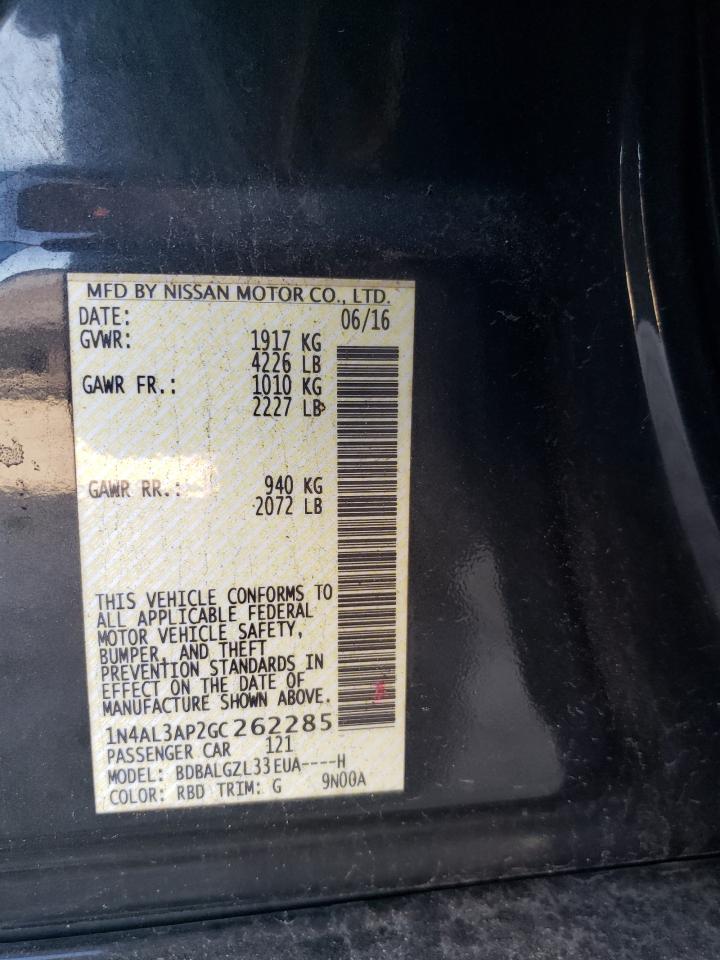 MFD BY NISSAN MOTOR CO., LTD.
DATE: 06/16
GVWR: 1917 KG
4226 LB
GAWR FR.: 1010 KG
2227 LB
GAWR RR.: 940 KG
2072 LB
THIS VEHICLE CONFORMS TO
ALL APPLICABLE FEDERAL
MOTOR VEHICLE SAFETY,
BUMPER, AND THEFT
PREVENTION STANDARDS IN
EFFECT ON THE DATE OF
MANUFACTURE SHOWN ABOVE.
1N4AL3AP2GC262285
PASSENGER CAR 121
MODEL: BDBALGZL33EUA----H
COLOR: RBD TRIM: G 9N00A